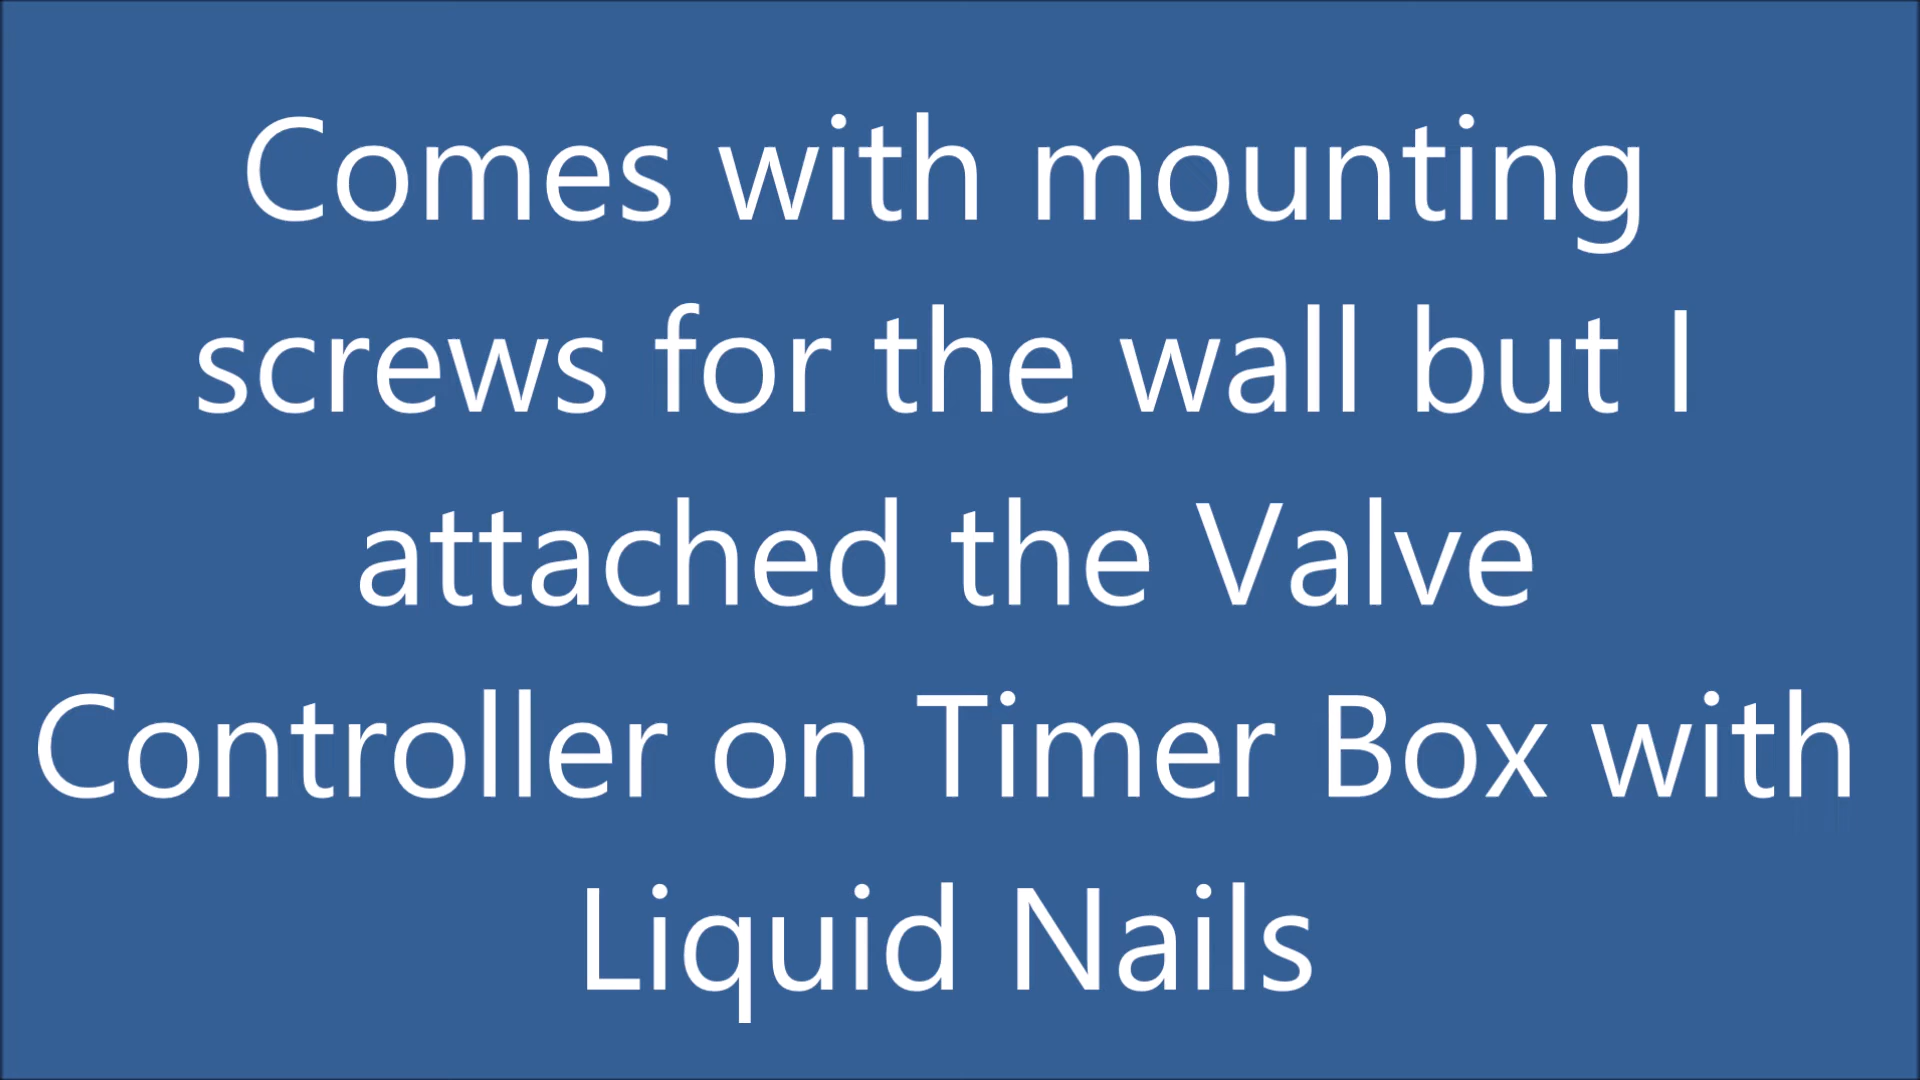 Comes with mounting
screws for the wall but I
attached the Valve
Controller on Timer Box with
Liquid Nails